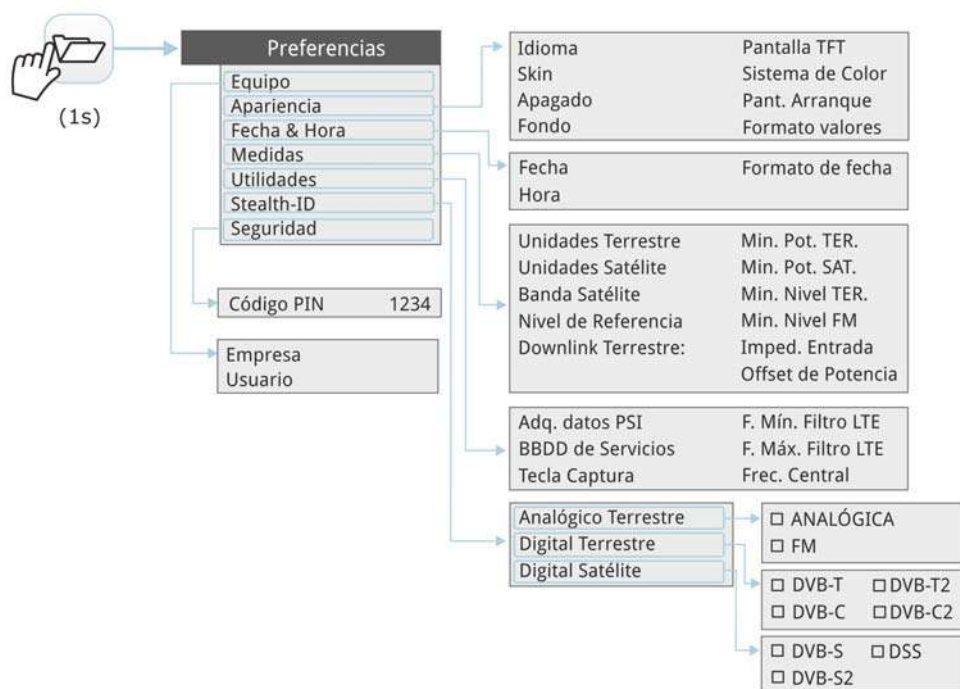 (1s)
Preferencias
Equipo
Apariencia
Fecha & Hora
Medidas
Utilidades
Stealth-ID
Seguridad
Código PIN 1234
Empresa
Usuario
Idioma Pantalla TFT
Skin Sistema de Color
Apagado Pant. Arranque
Fondo Formato valores
Fecha Formato de fecha
Hora
Unidades Terrestre Min. Pot. TER.
Unidades Satélite Min. Pot. SAT.
Banda Satélite Min. Nivel TER.
Nivel de Referencia Min. Nivel FM
Downlink Terrestre: Imped. Entrada
Offset de Potencia
Adq. datos PSI F. Mín. Filtro LTE
BBDD de Servicios F. Máx. Filtro LTE
Tecla Captura Frec. Central
Analógico Terrestre
Digital Terrestre
Digital Satélite
ANALÓGICA
FM
DVB-T DVB-T2
DVB-C DVB-C2
DVB-S DSS
DVB-S2